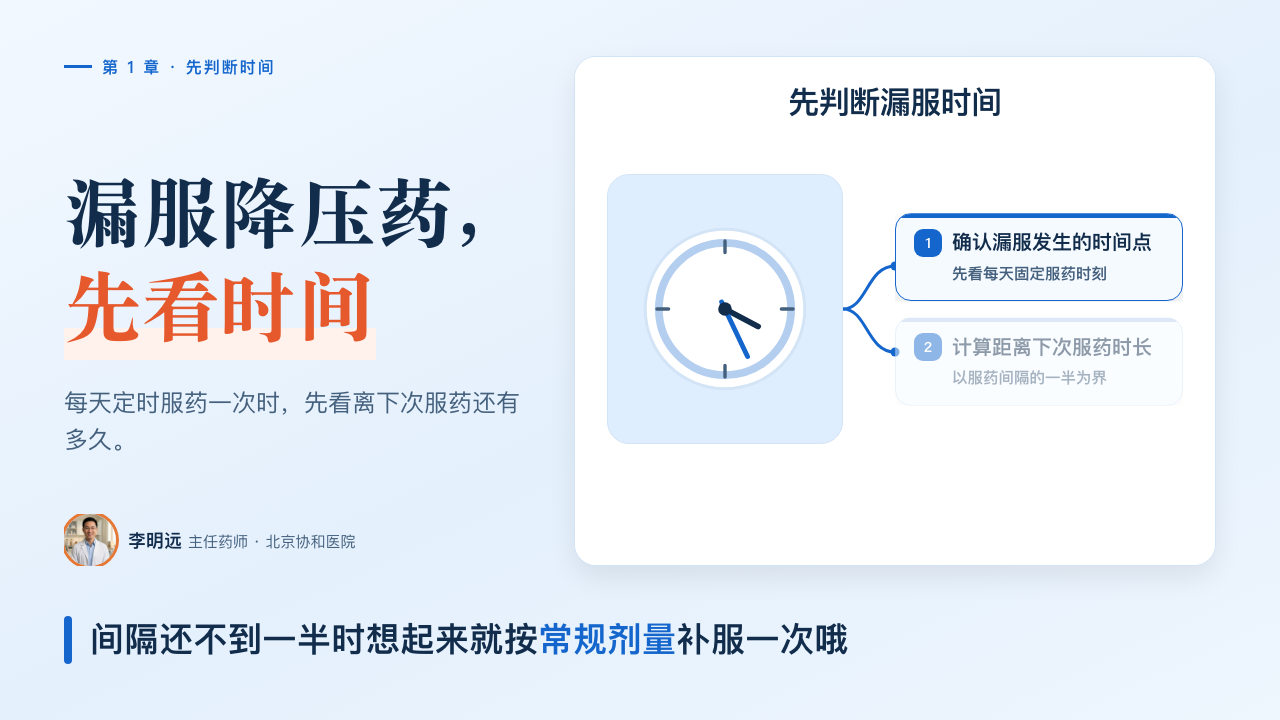 第 1 章 · 先判断时间
漏服降压药，
先看时间
每天定时服药一次时，先看离下次服药还有
多久。
李明远 主任药师 · 北京协和医院
先判断漏服时间
1 确认漏服发生的时间点
先看每天固定服药时刻
2 计算距离下次服药时长
以服药间隔的一半为界
间隔还不到一半时想起来就按常规剂量补服一次哦